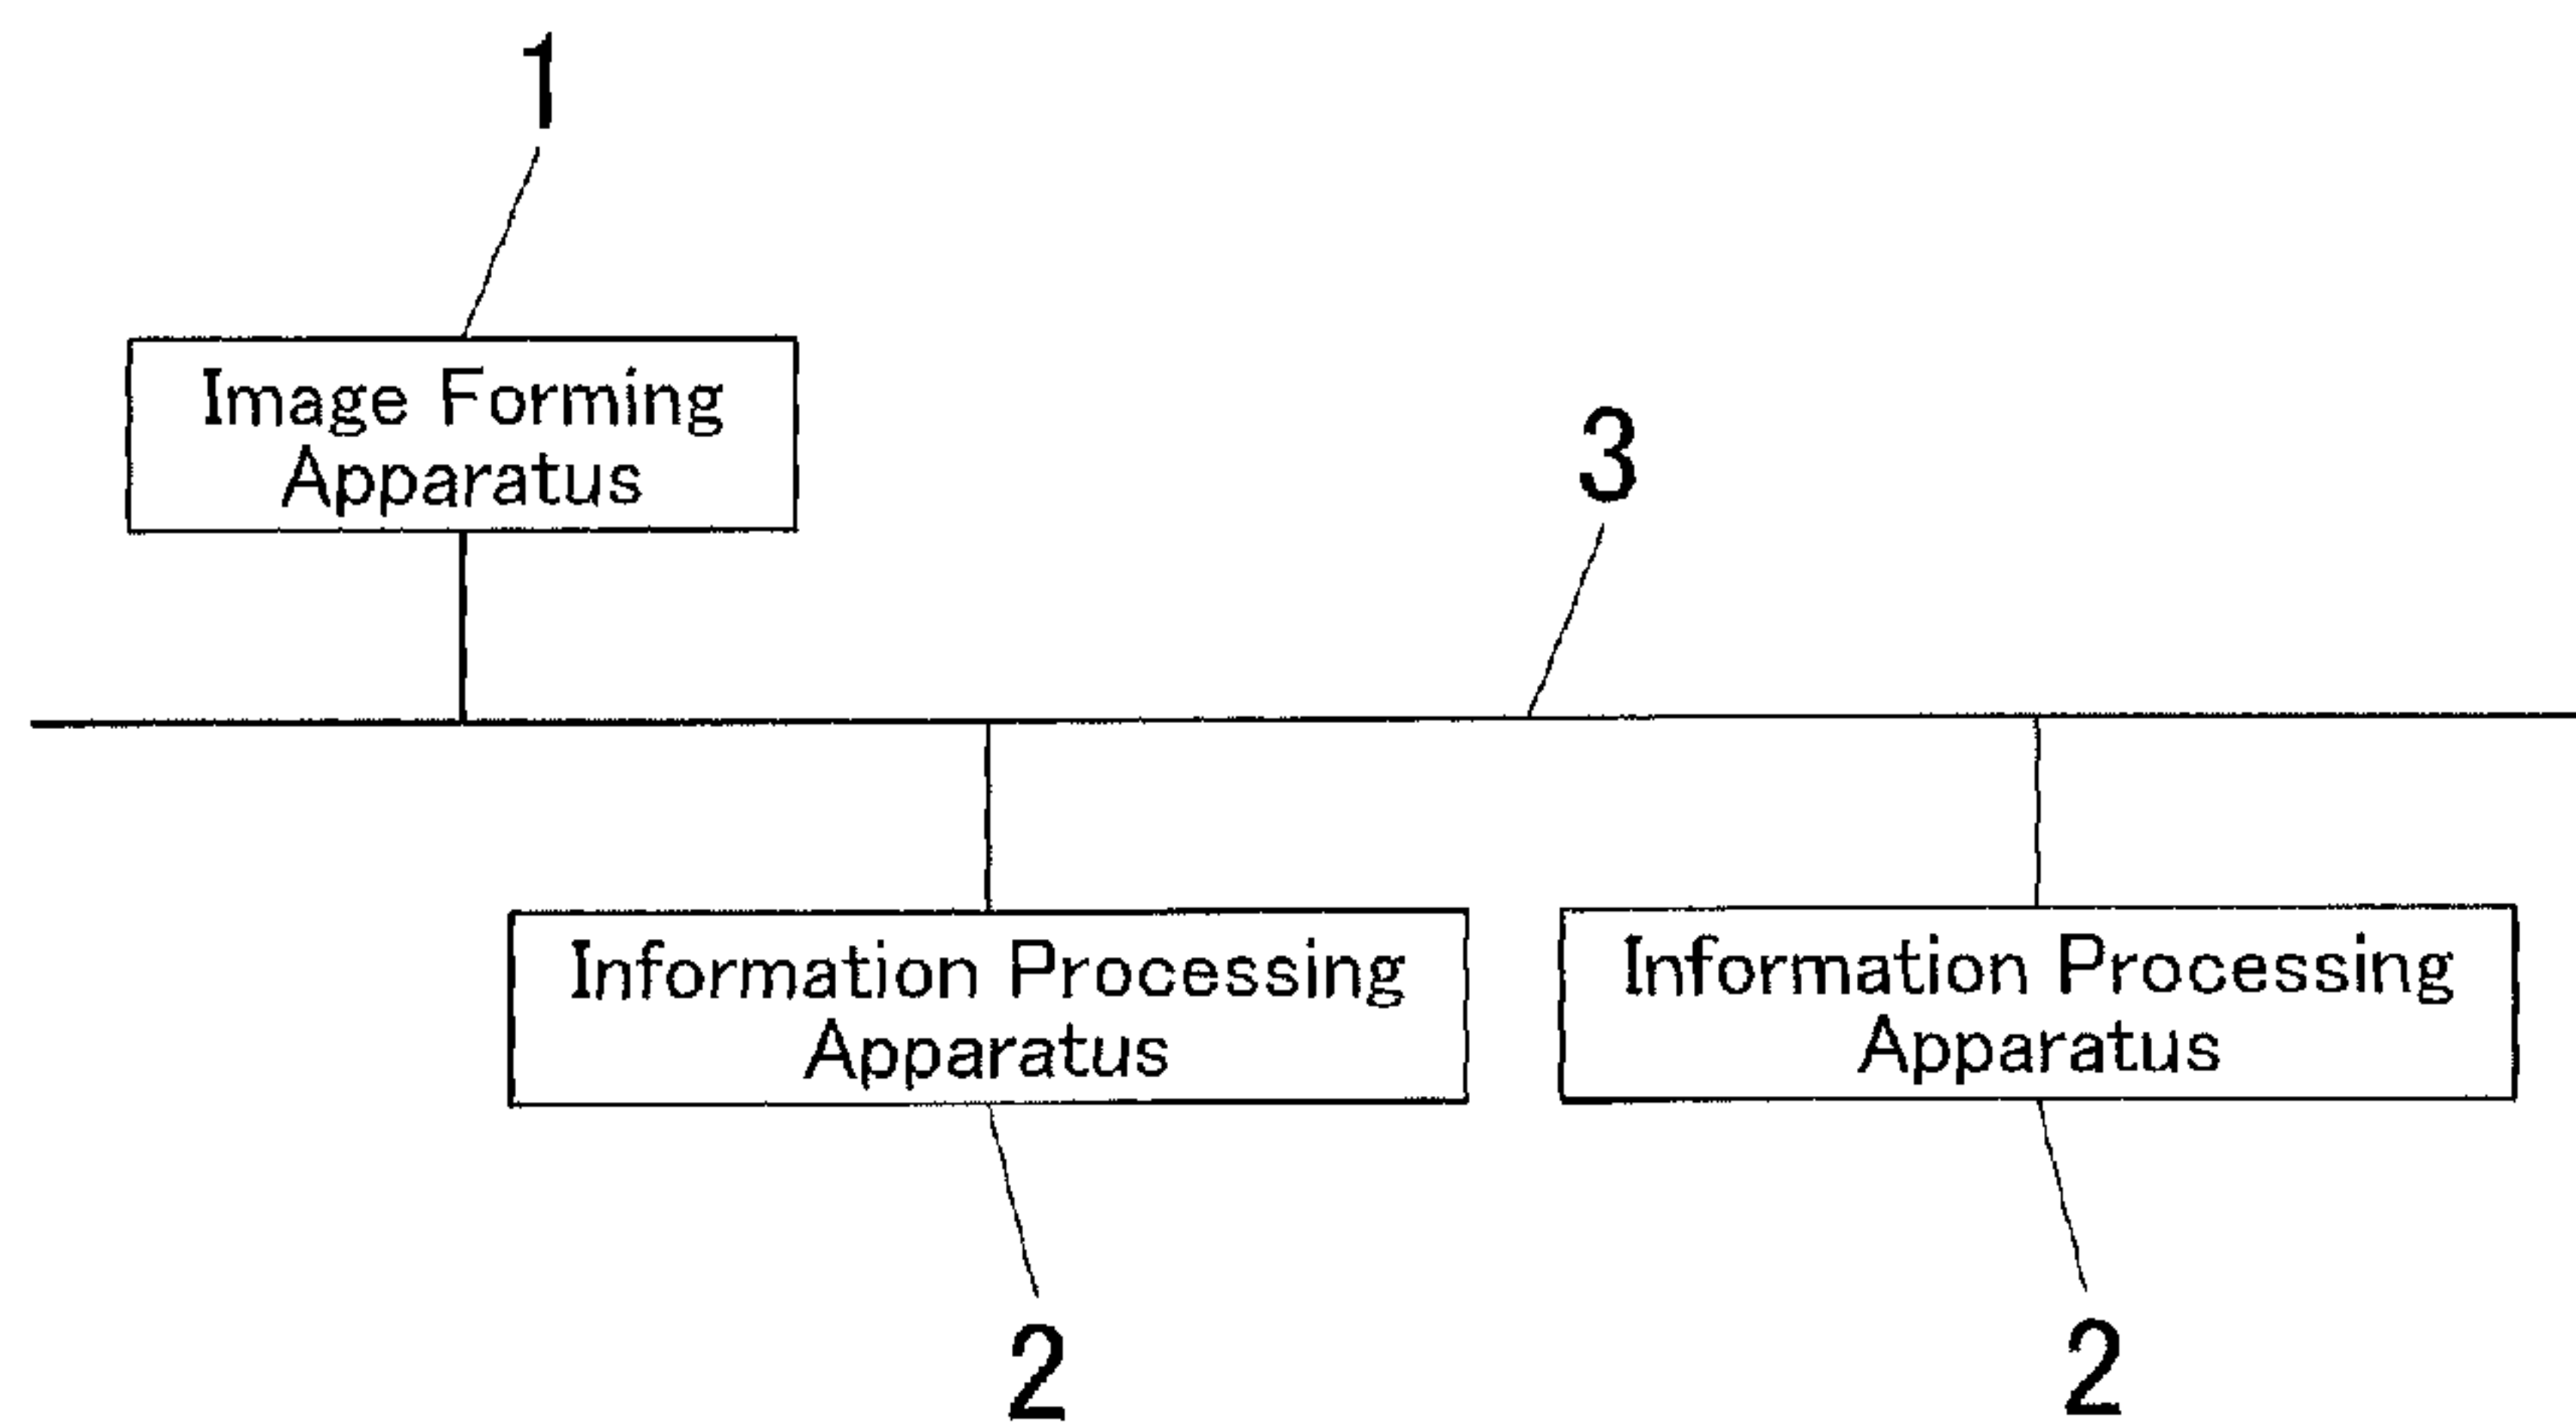 1
Image Forming
Apparatus
3
Information Processing
Apparatus
Information Processing
Apparatus
2
2